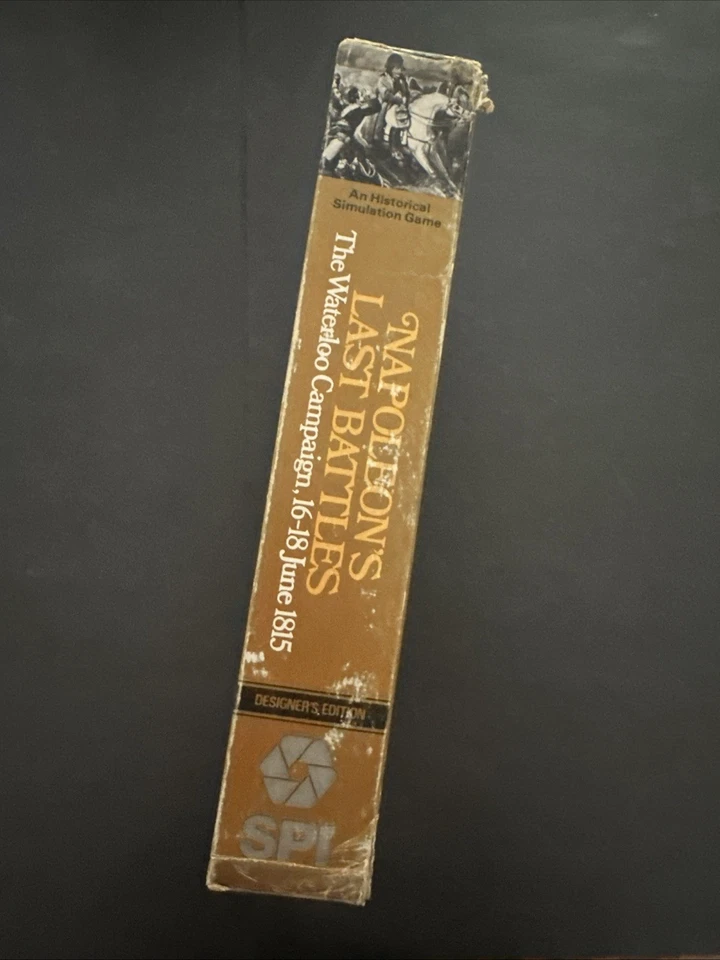 An Historical
Simulation Game
NAPOLEON'S
LAST BATTLES
The Waterloo Campaign, 16-18 June 1815
DESIGNER'S EDITION
SPI